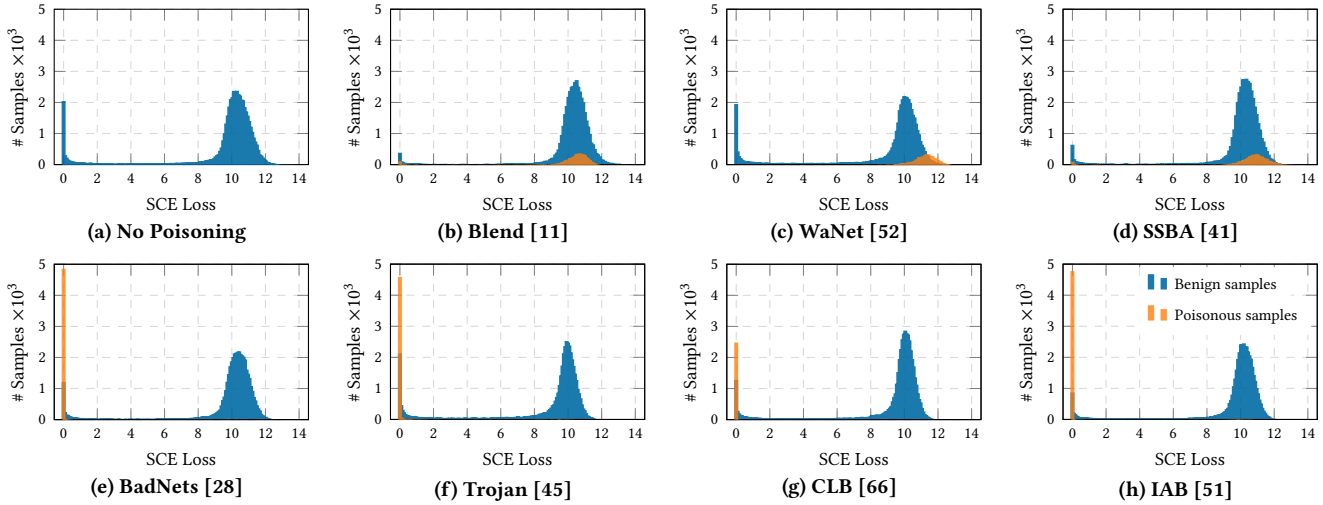 5
4
3
2
1
0
# Samples ×10³
0 2 4 6 8 10 12 14
SCE Loss
(a) No Poisoning
5
4
3
2
1
0
# Samples ×10³
0 2 4 6 8 10 12 14
SCE Loss
(b) Blend [11]
5
4
3
2
1
0
# Samples ×10³
0 2 4 6 8 10 12 14
SCE Loss
(c) WaNet [52]
5
4
3
2
1
0
# Samples ×10³
0 2 4 6 8 10 12 14
SCE Loss
(d) SSBA [41]
5
4
3
2
1
0
# Samples ×10³
0 2 4 6 8 10 12 14
SCE Loss
(e) BadNets [28]
5
4
3
2
1
0
# Samples ×10³
0 2 4 6 8 10 12 14
SCE Loss
(f) Trojan [45]
5
4
3
2
1
0
# Samples ×10³
0 2 4 6 8 10 12 14
SCE Loss
(g) CLB [66]
5
4
3
2
1
0
# Samples ×10³
Benign samples
Poisonous samples
0 2 4 6 8 10 12 14
SCE Loss
(h) IAB [51]